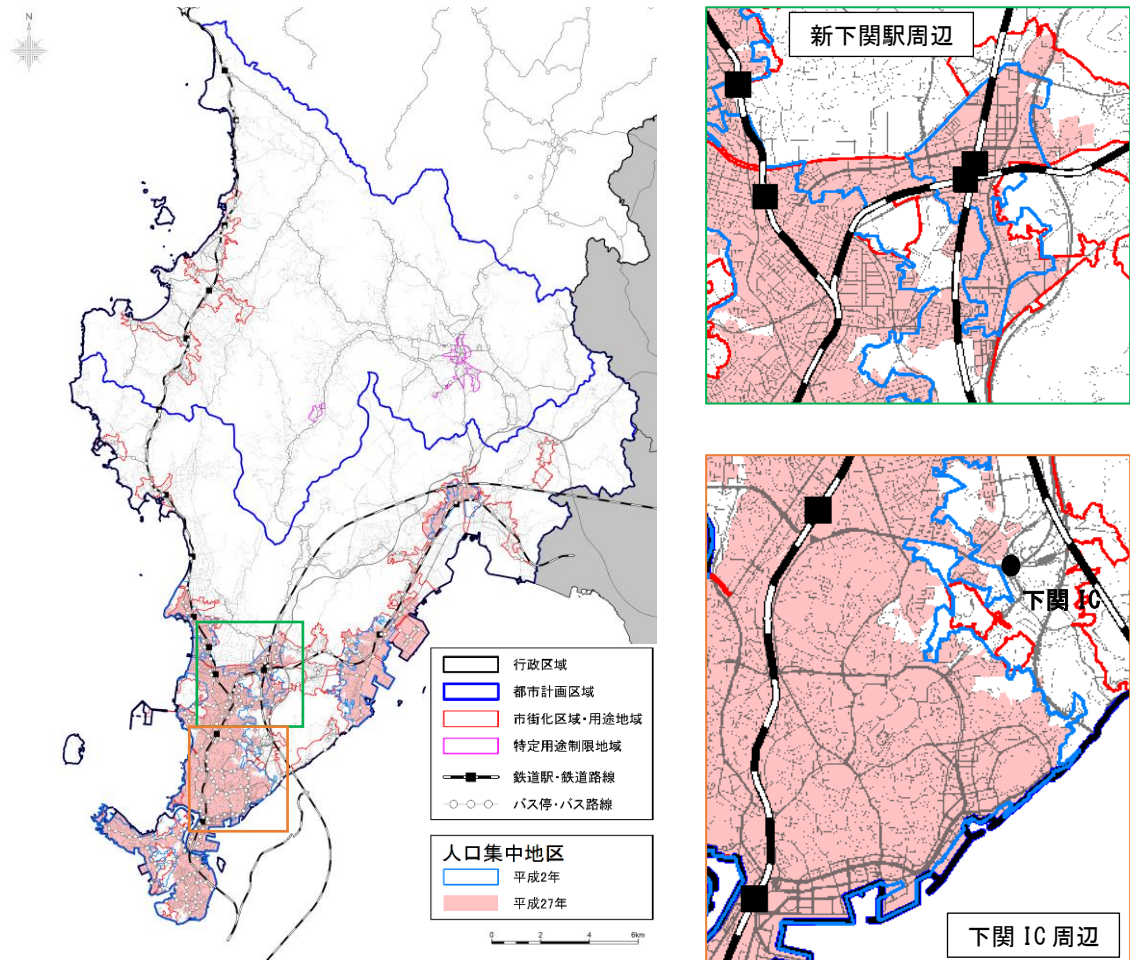 N
行政区域
都市計画区域
市街化区域・用途地域
特定用途制限地域
鉄道駅・鉄道路線
バス停・バス路線
人口集中地区
平成2年
平成27年
0 2 4 6km
新下関駅周辺
下関 IC
下関 IC 周辺